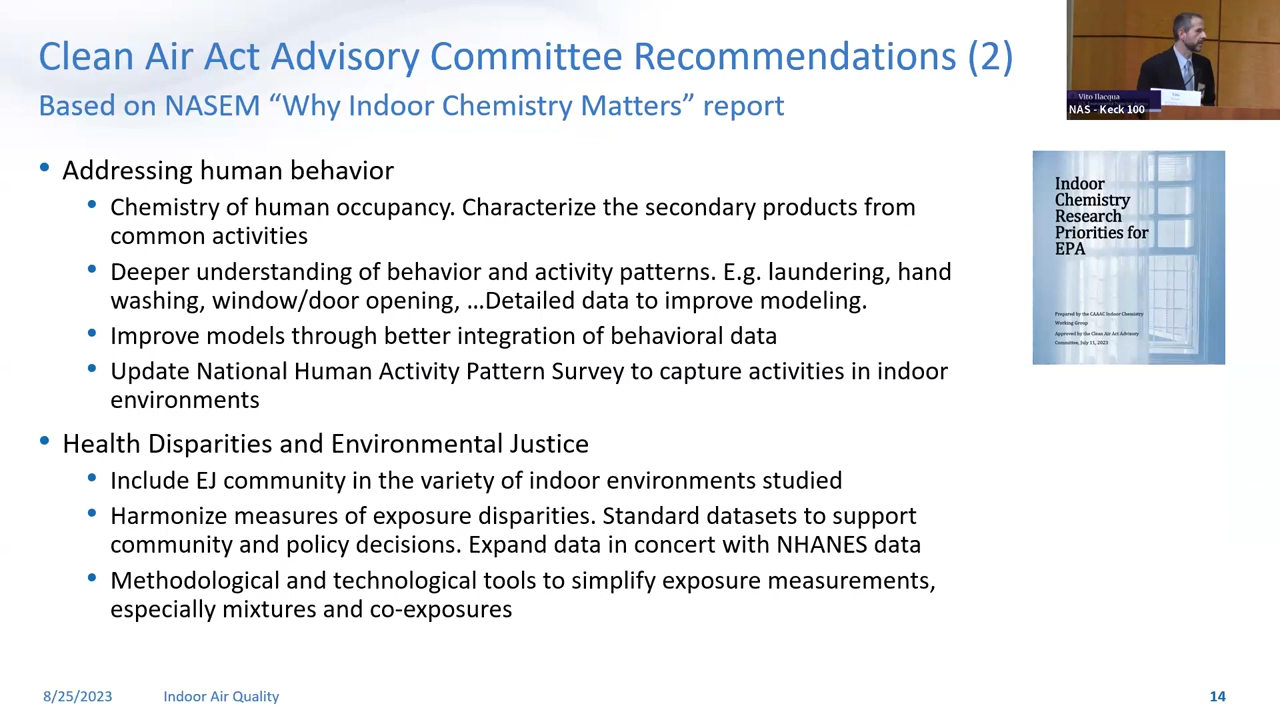 Clean Air Act Advisory Committee Recommendations (2)
Based on NASEM “Why Indoor Chemistry Matters” report
Vito Ilacqua
NAS - Keck 100
• Addressing human behavior
• Chemistry of human occupancy. Characterize the secondary products from
common activities
• Deeper understanding of behavior and activity patterns. E.g. laundering, hand
washing, window/door opening, …Detailed data to improve modeling.
• Improve models through better integration of behavioral data
• Update National Human Activity Pattern Survey to capture activities in indoor
environments
• Health Disparities and Environmental Justice
• Include EJ community in the variety of indoor environments studied
• Harmonize measures of exposure disparities. Standard datasets to support
community and policy decisions. Expand data in concert with NHANES data
• Methodological and technological tools to simplify exposure measurements,
especially mixtures and co-exposures
Indoor
Chemistry
Research
Priorities for
EPA
Prepared by the CAAAC Indoor Chemistry
Working Group
Approved by the Clean Air Act Advisory
Committee, July 11, 2023
8/25/2023
Indoor Air Quality
14